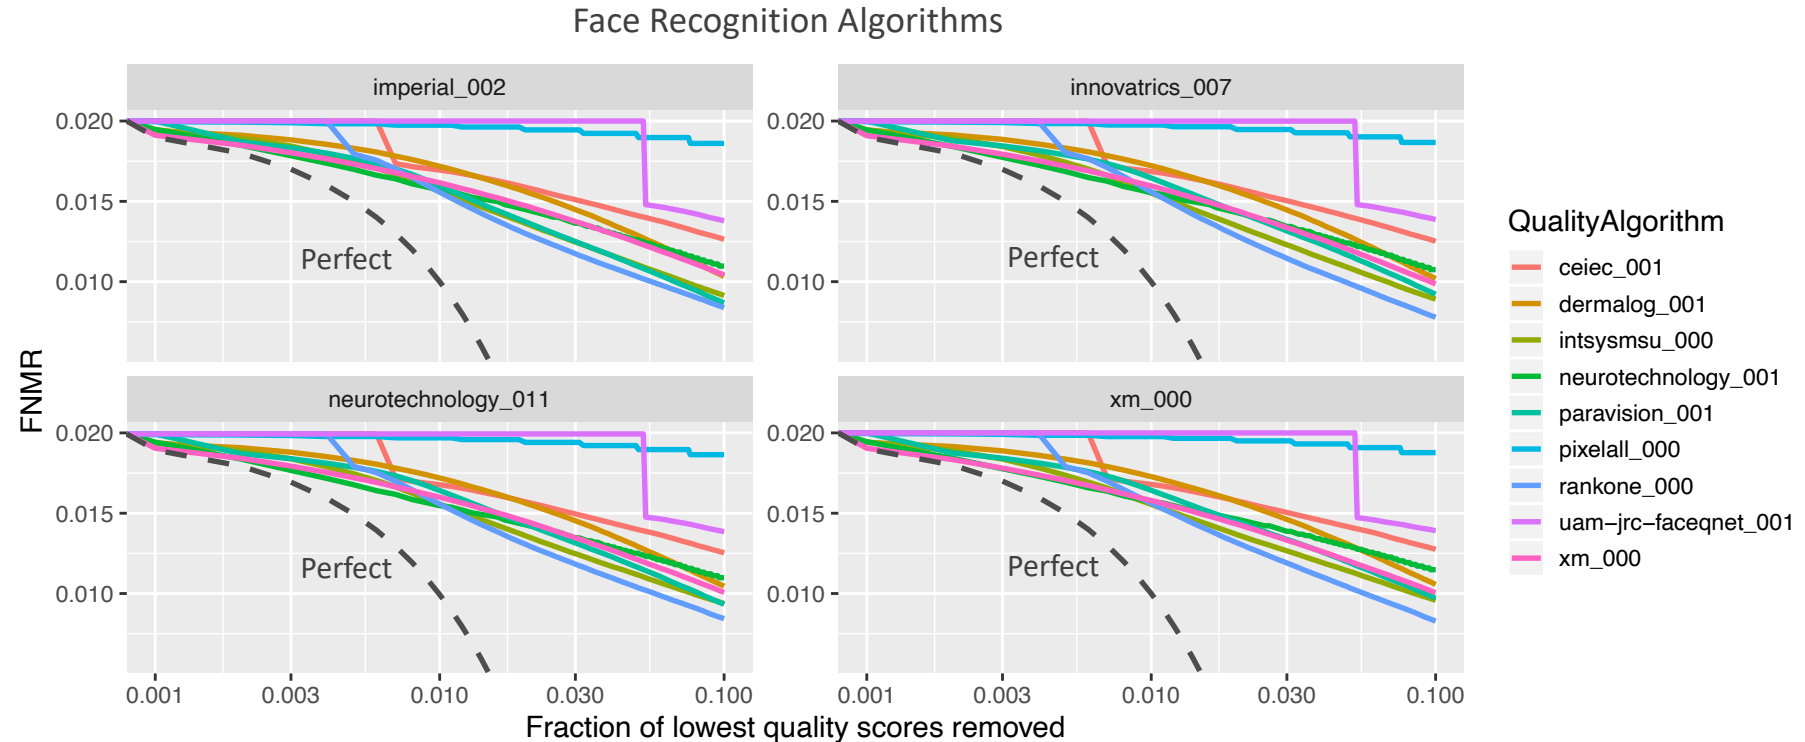 Face Recognition Algorithms
imperial_002
innovatrics_007
0.020
0.015
0.010
Perfect
0.020
0.015
0.010
Perfect
neurotechnology_011
xm_000
0.020
0.015
0.010
Perfect
0.020
0.015
0.010
Perfect
FNMR
0.001 0.003 0.010 0.030 0.100
0.001 0.003 0.010 0.030 0.100
Fraction of lowest quality scores removed
QualityAlgorithm
ceiec_001
dermalog_001
intsysmsu_000
neurotechnology_001
paravision_001
pixelall_000
rankone_000
uam−jrc−faceqnet_001
xm_000